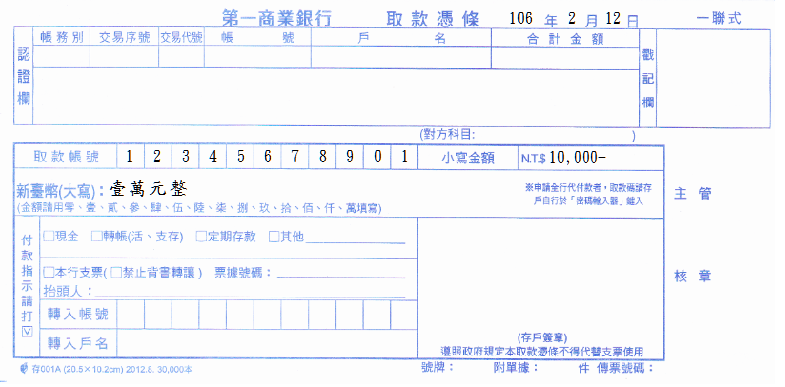 第一商業銀行 取款憑條 106 年 2 月 12 日 一聯式
認證欄 帳務別 交易序號 交易代號 帳號 戶名 合計金額 戳記欄
(對方科目: )
取款帳號 1 2 3 4 5 6 7 8 9 0 1 小寫金額 N.T.$ 10,000-
新臺幣(大寫):壹萬元整
(金額請用零、壹、貳、參、肆、伍、陸、柒、捌、玖、拾、佰、仟、萬填寫)
※申請全行代付款者,取款碼請存
戶自行於「密碼輸入器」鍵入
主管
付款指示請打V
□現金 □轉帳(活、支存) □定期存款 □其他
□本行支票(□禁止背書轉讓) 票據號碼:
抬頭人:
核章
轉入帳號
轉入戶名
(存戶簽章)
遵照政府規定本取款憑條不得代替支票使用
存001A (20.5×10.2cm) 2012.8. 30,000本
號牌: 附單據: 件 傳票號碼: